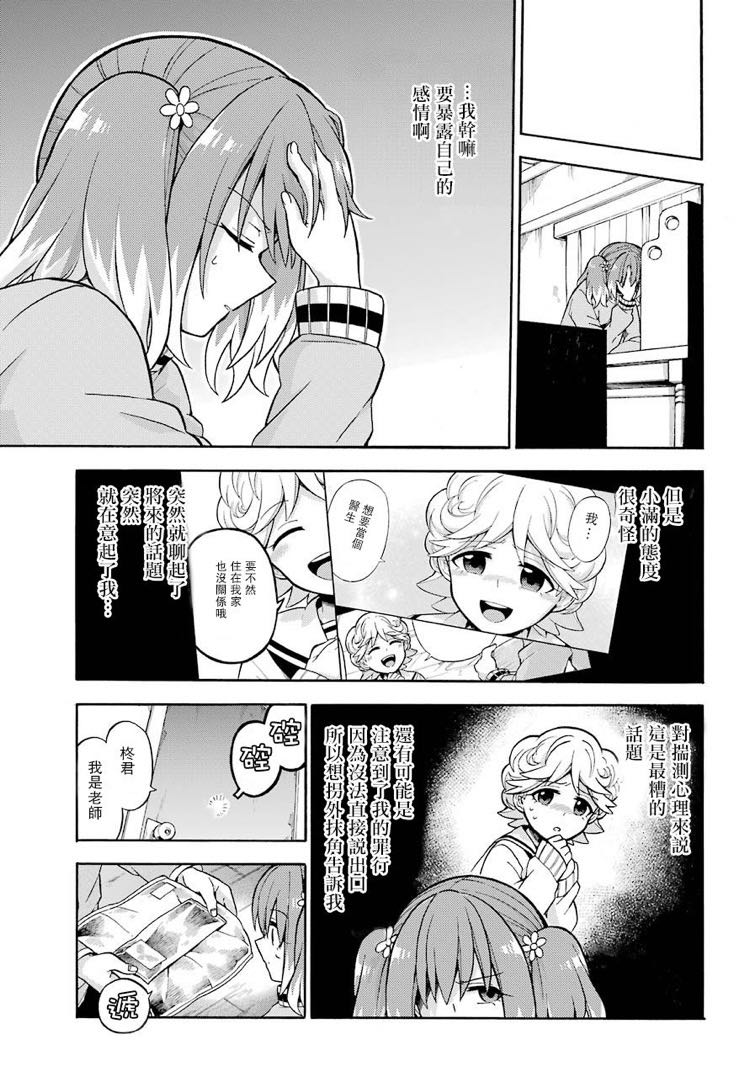 …我幹嘛
要暴露自己的
感情啊
但是
小滿的態度
很奇怪
我…
想要當個
醫生
要不然
住在我家
也沒關係哦
突然就聊起了
將來的話題
突然
就在意起了我…
對揣測心理來說
這是最糟的
話題
還有可能是
注意到了我的罪行
因為沒法直接說出口
所以想拐外抹角告訴我
硿
硿
柊君
我是老師
遞